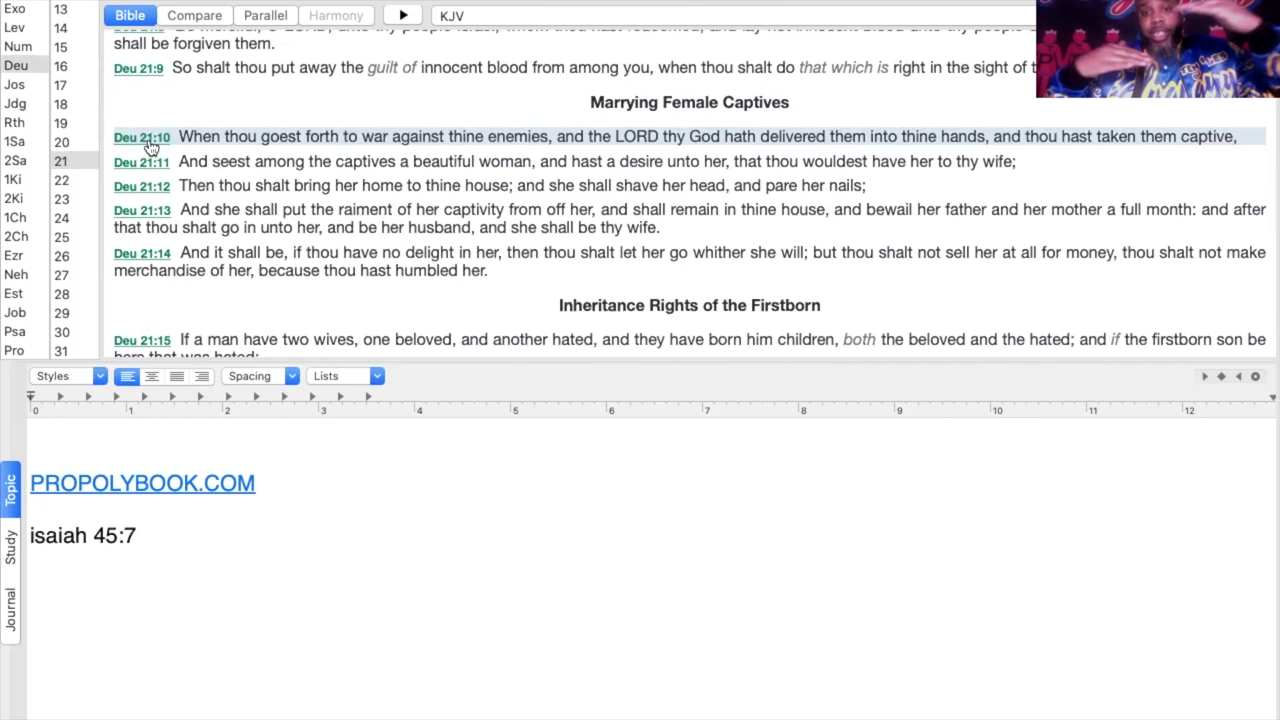 Exo 13
Lev 14
Num 15
Deu 16
Jos 17
Jdg 18
Rth 19
1Sa 20
2Sa 21
1Ki 22
2Ki 23
1Ch 24
2Ch 25
Ezr 26
Neh 27
Est 28
Job 29
Psa 30
Pro 31
Bible Compare Parallel Harmony KJV
shall be forgiven them.
Deu 21:9 So shalt thou put away the guilt of innocent blood from among you, when thou shalt do that which is right in the sight of
Marrying Female Captives
Deu 21:10 When thou goest forth to war against thine enemies, and the LORD thy God hath delivered them into thine hands, and thou hast taken them captive,
Deu 21:11 And seest among the captives a beautiful woman, and hast a desire unto her, that thou wouldest have her to thy wife;
Deu 21:12 Then thou shalt bring her home to thine house; and she shall shave her head, and pare her nails;
Deu 21:13 And she shall put the raiment of her captivity from off her, and shall remain in thine house, and bewail her father and her mother a full month: and after
that thou shalt go in unto her, and be her husband, and she shall be thy wife.
Deu 21:14 And it shall be, if thou have no delight in her, then thou shalt let her go whither she will; but thou shalt not sell her at all for money, thou shalt not make
merchandise of her, because thou hast humbled her.
Inheritance Rights of the Firstborn
Deu 21:15 If a man have two wives, one beloved, and another hated, and they have born him children, both the beloved and the hated; and if the firstborn son be
Styles Spacing Lists
0 1 2 3 4 5 6 7 8 9 10 11 12
Topic
Study
Journal
PROPOLYBOOK.COM
isaiah 45:7